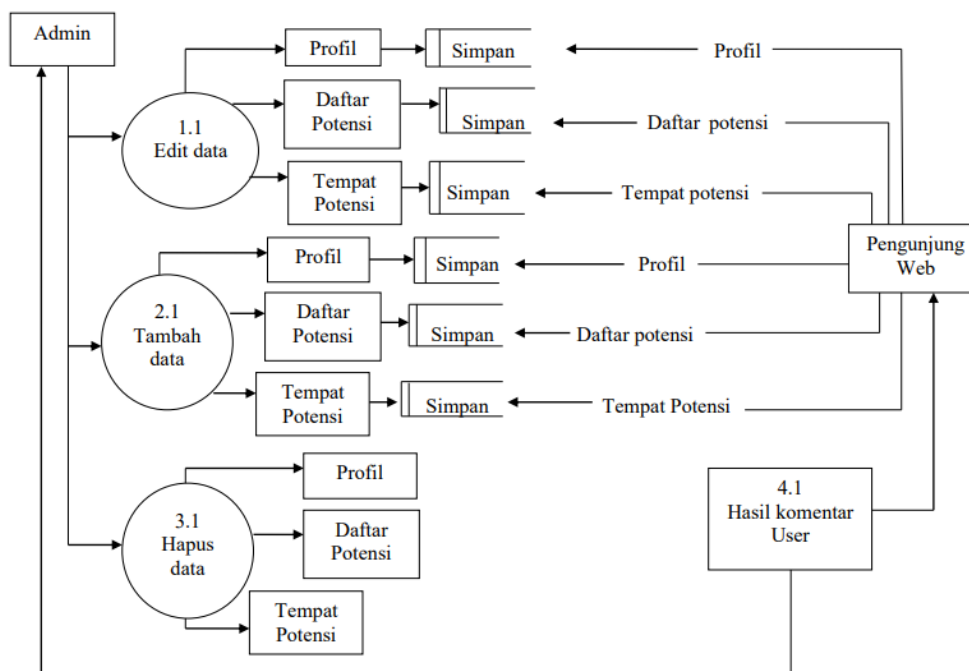 Admin
Profil
Simpan
Profil
1.1
Edit data
Daftar
Potensi
Simpan
Daftar potensi
Tempat
Potensi
Simpan
Tempat potensi
Pengunjung
Web
2.1
Tambah
data
Profil
Simpan
Profil
Daftar
Potensi
Simpan
Daftar potensi
Tempat
Potensi
Simpan
Tempat Potensi
3.1
Hapus
data
Profil
Daftar
Potensi
Tempat
Potensi
4.1
Hasil komentar
User